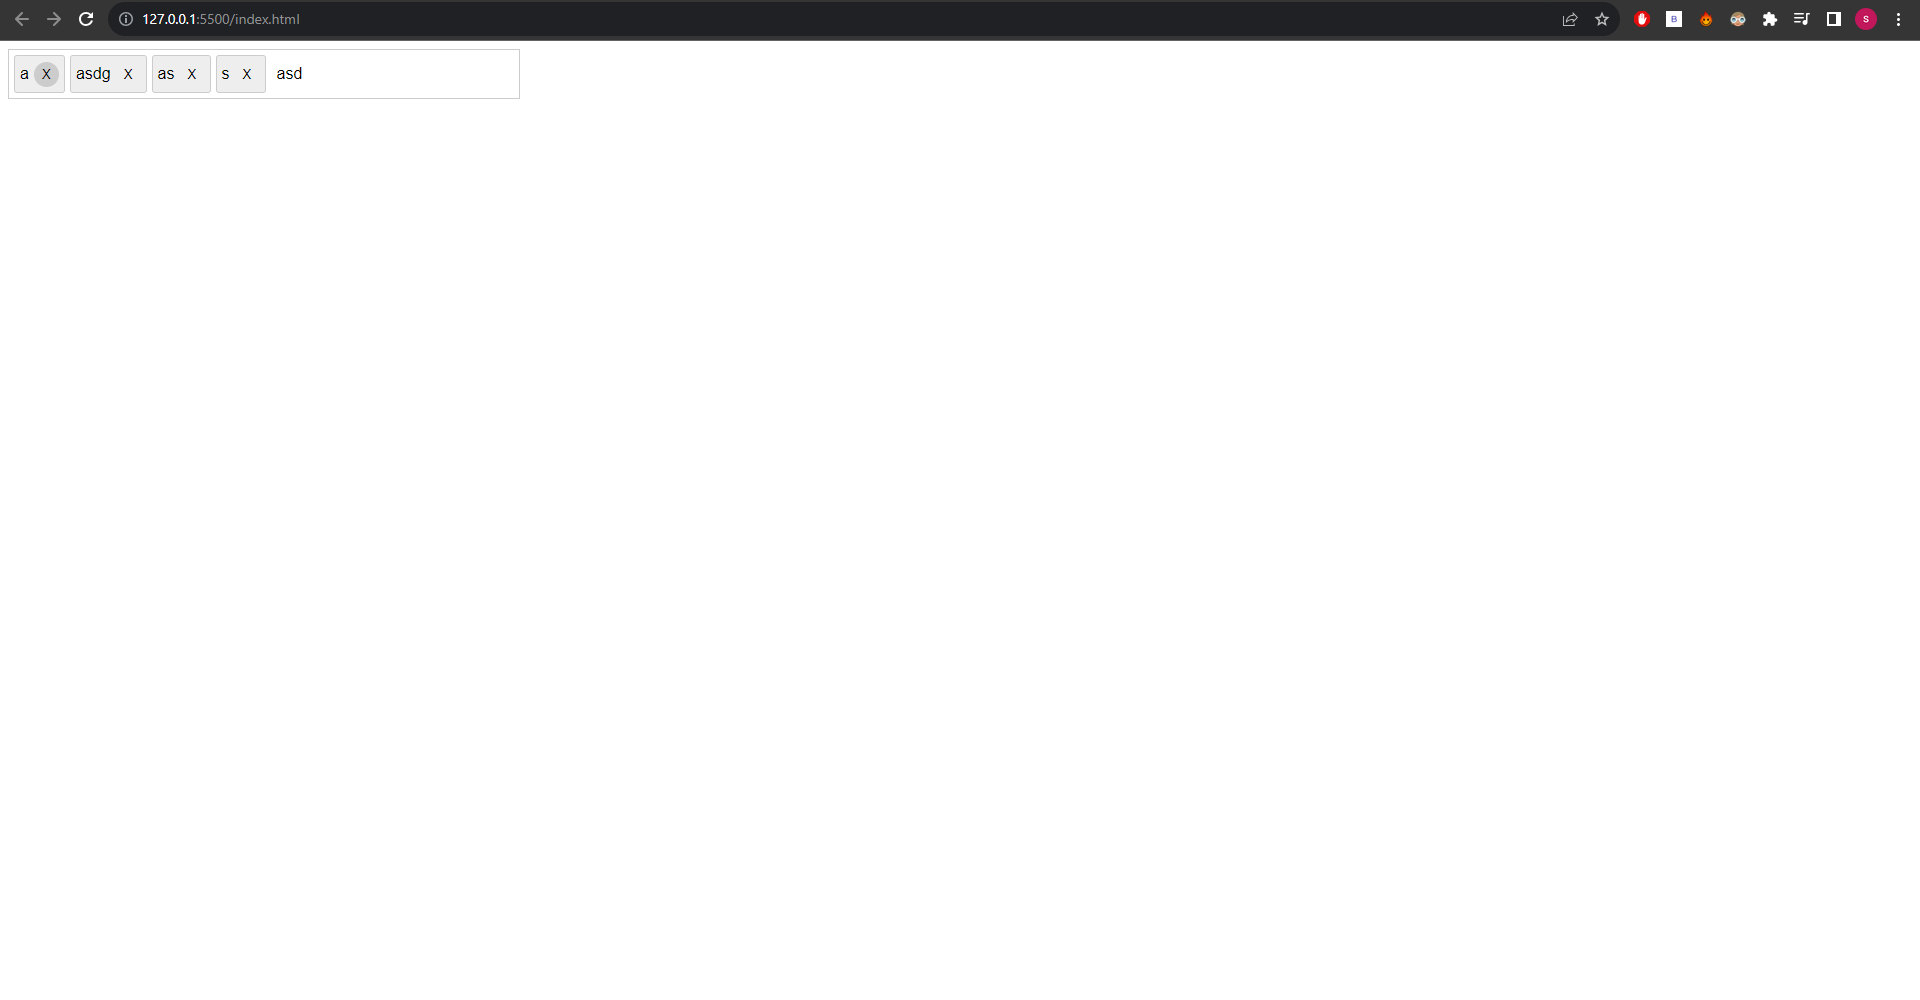 127.0.0.1:5500/index.html
B
S
a X asdg X as X s X asd